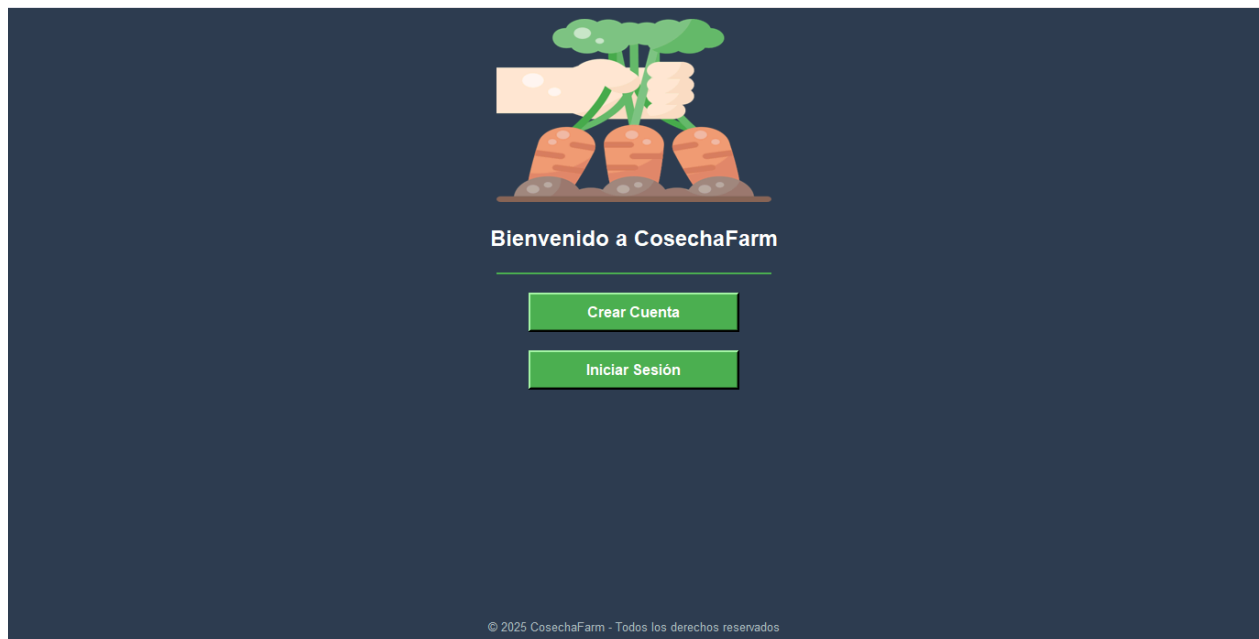 Bienvenido a CosechaFarm
Crear Cuenta
Iniciar Sesión
© 2025 CosechaFarm - Todos los derechos reservados